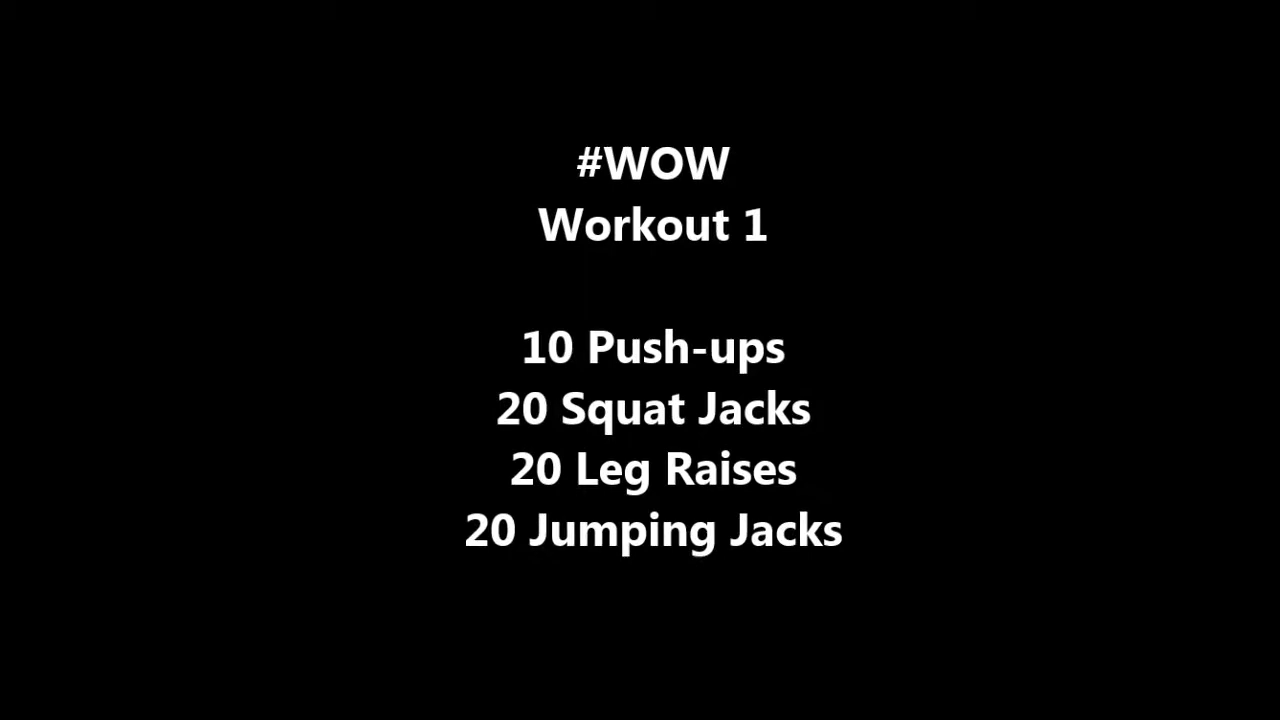 #WOW
Workout 1
10 Push-ups
20 Squat Jacks
20 Leg Raises
20 Jumping Jacks